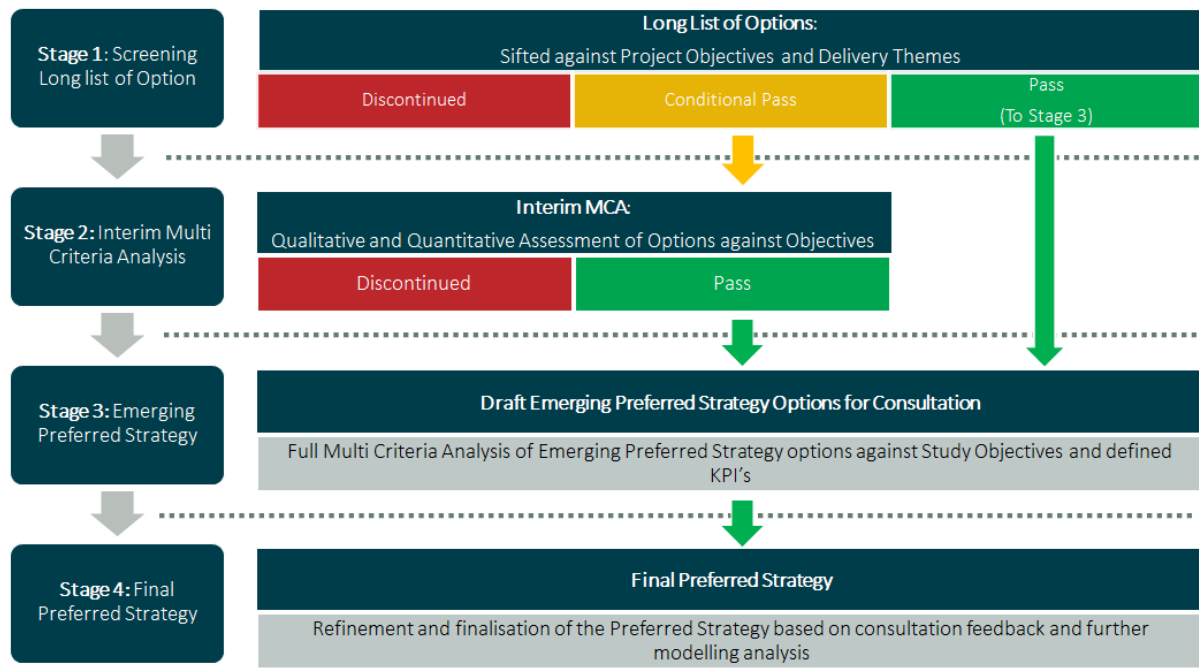 Stage 1: Screening
Long list of Option
Long List of Options:
Sifted against Project Objectives and Delivery Themes
Discontinued
Conditional Pass
Pass
(To Stage 3)
Stage 2: Interim Multi
Criteria Analysis
Interim MCA:
Qualitative and Quantitative Assessment of Options against Objectives
Discontinued
Pass
Stage 3: Emerging
Preferred Strategy
Draft Emerging Preferred Strategy Options for Consultation
Full Multi Criteria Analysis of Emerging Preferred Strategy options against Study Objectives and defined
KPI's
Stage 4: Final
Preferred Strategy
Final Preferred Strategy
Refinement and finalisation of the Preferred Strategy based on consultation feedback and further
modelling analysis